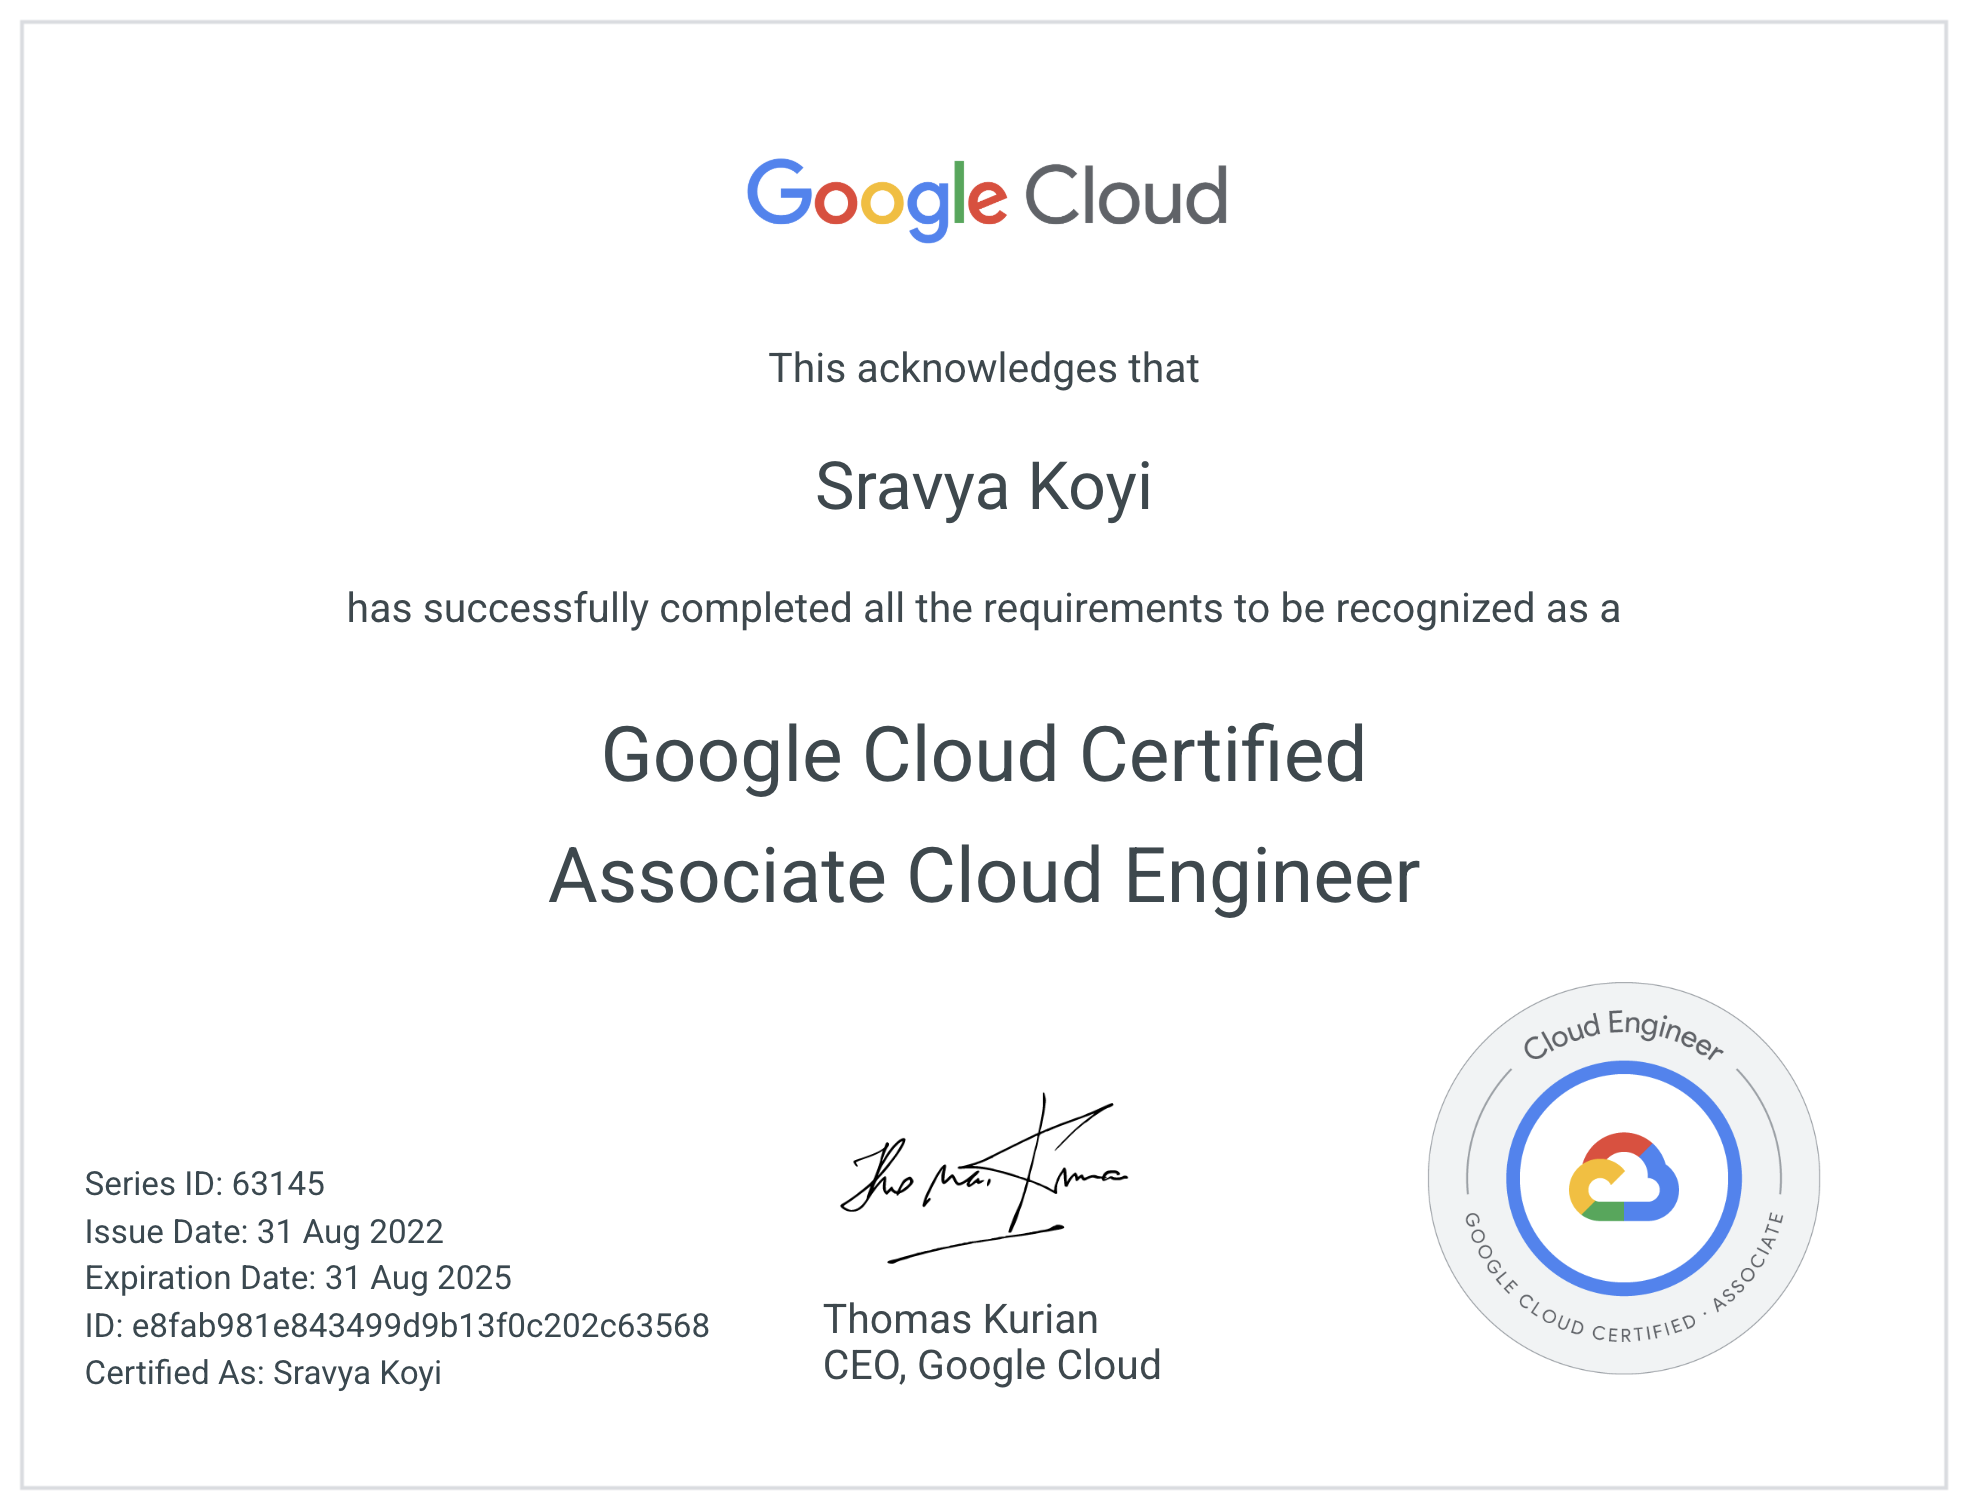 Google Cloud
This acknowledges that
Sravya Koyi
has successfully completed all the requirements to be recognized as a
Google Cloud Certified
Associate Cloud Engineer
Series ID: 63145
Issue Date: 31 Aug 2022
Expiration Date: 31 Aug 2025
ID: e8fab981e843499d9b13f0c202c63568
Certified As: Sravya Koyi
Thomas Kurian
Thomas Kurian
CEO, Google Cloud
Cloud Engineer
GOOGLE CLOUD CERTIFIED · ASSOCIATE